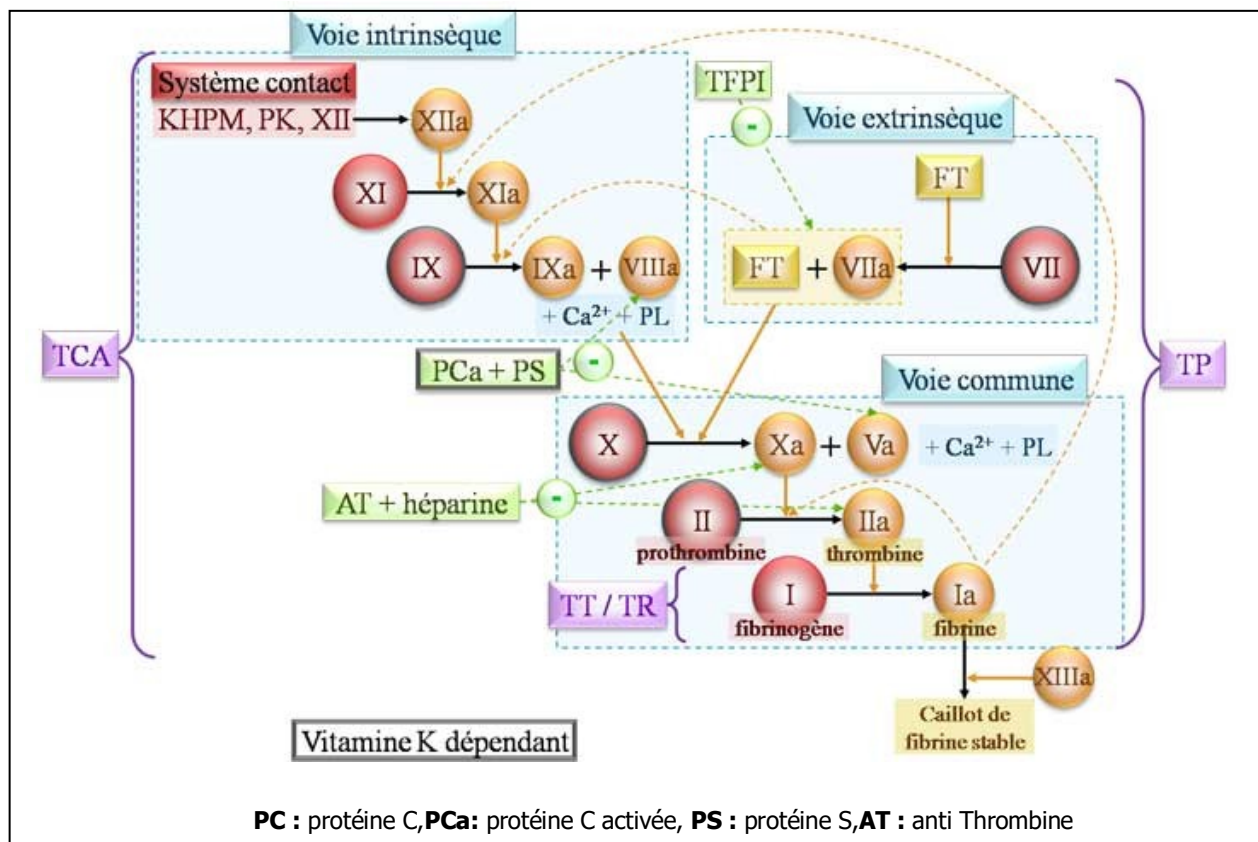 Voie intrinsèque
Système contact
KHPM, PK, XII
XIIa
XI
XIa
IX
IXa + VIIIa
+ Ca²⁺ + PL
TFPI
-
Voie extrinsèque
FT
FT + VIIa
VII
TCA
TP
PCa + PS
-
Voie commune
X
Xa + Va
+ Ca²⁺ + PL
AT + héparine
-
II
prothrombine
IIa
thrombine
TT / TR
I
fibrinogène
Ia
fibrine
XIIIa
Caillot de
fibrine stable
Vitamine K dépendant
PC : protéine C,PCa: protéine C activée, PS : protéine S,AT : anti Thrombine